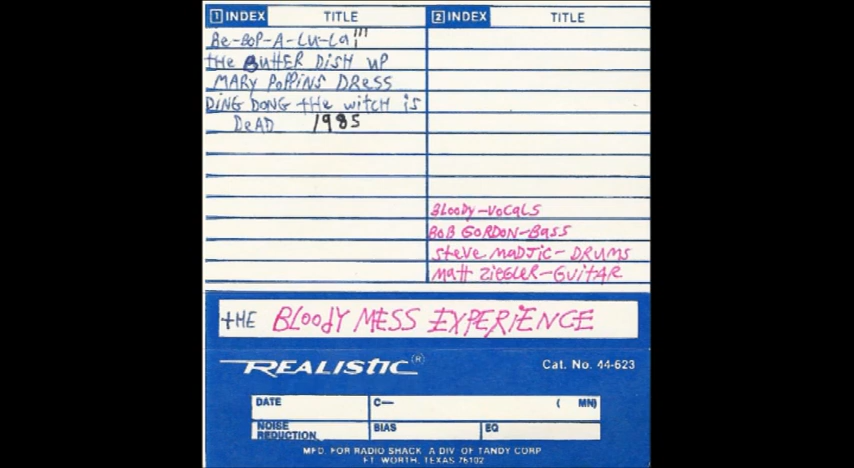 1 INDEX TITLE
Be-BOP-A-Lu-La!!!
tHE BUttER DiSH UP
MARY POPPiNS DRESS
DiNG DONG tHe WitCH iS
DeAD 1985
2 INDEX TITLE
BLOODY-VOCALS
BOB GORDON-BASS
Steve MADJiC- DRUMS
MAtt ZiEGLER-GUitAR
tHE BLOODY MESS EXPERiENCE
REALISTIC®
Cat. No. 44-623
DATE C— ( MN)
NOISE REDUCTION BIAS EQ
MFD. FOR RADIO SHACK A DIV. OF TANDY CORP
FT. WORTH, TEXAS 76102